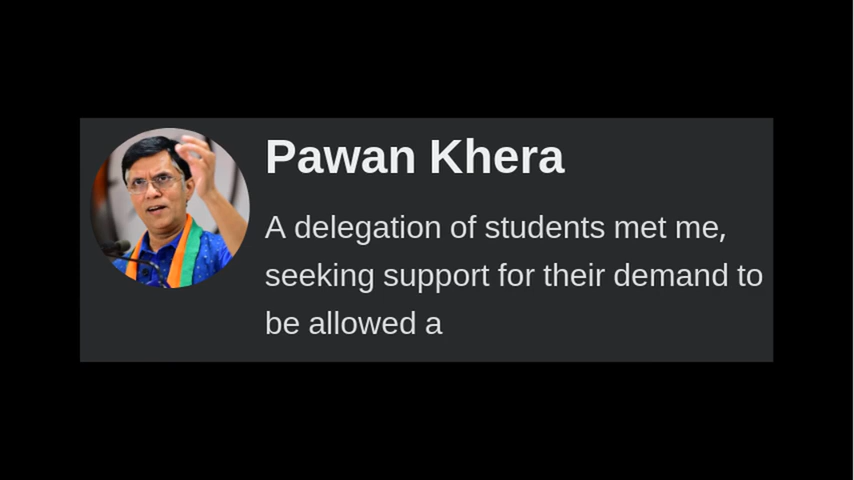 Pawan Khera
A delegation of students met me,
seeking support for their demand to
be allowed a